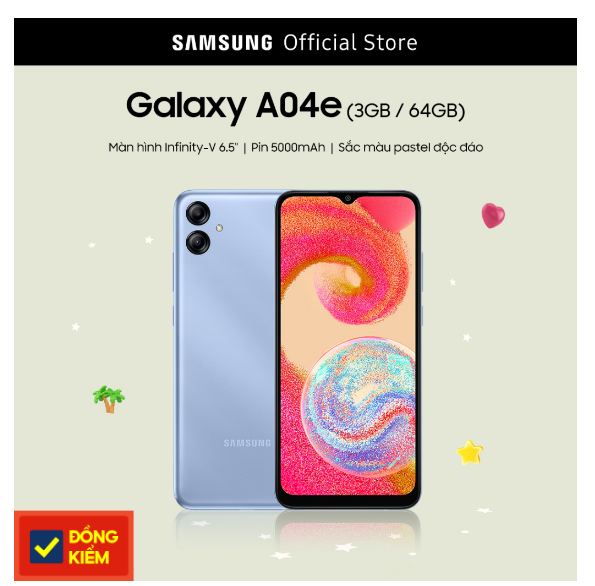 SAMSUNG Official Store
Galaxy A04e (3GB / 64GB)
Màn hình Infinity-V 6.5" | Pin 5000mAh | Sắc màu pastel độc đáo
SAMSUNG
ĐỒNG
KIỂM